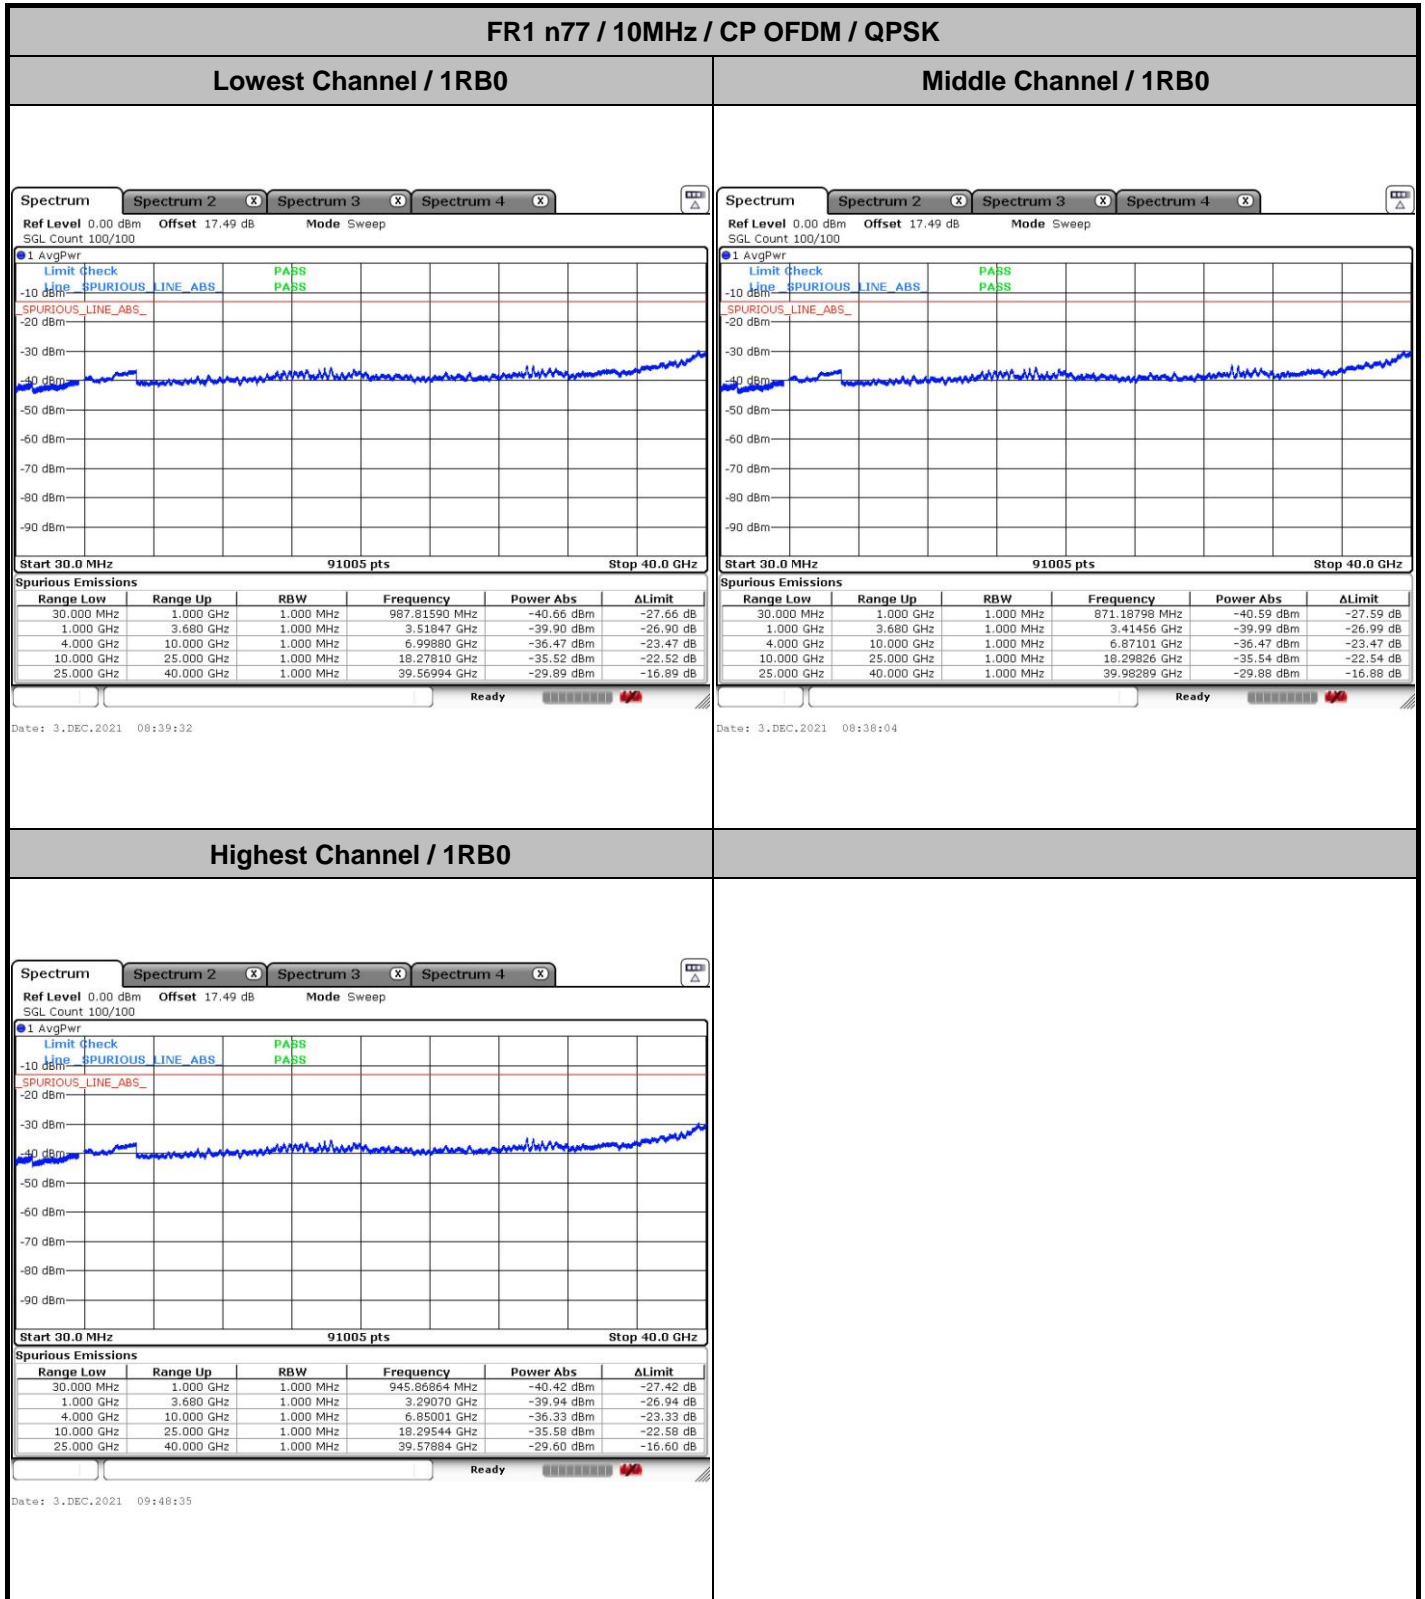 FR1 n77 / 10MHz / CP OFDM / QPSK
Lowest Channel / 1RB0
Spectrum Spectrum 2 X Spectrum 3 X Spectrum 4 X
Ref Level 0.00 dBm Offset 17.49 dB Mode Sweep
SGL Count 100/100
1 AvgPwr
Limit Check PASS
Line _SPURIOUS_LINE_ABS_ PASS
-10 dBm
_SPURIOUS_LINE_ABS_
-20 dBm
-30 dBm
-40 dBm
-50 dBm
-60 dBm
-70 dBm
-80 dBm
-90 dBm
Start 30.0 MHz 91005 pts Stop 40.0 GHz
Spurious Emissions
Range Low Range Up RBW Frequency Power Abs ΔLimit
30.000 MHz 1.000 GHz 1.000 MHz 987.81590 MHz -40.66 dBm -27.66 dB
1.000 GHz 3.680 GHz 1.000 MHz 3.51847 GHz -39.90 dBm -26.90 dB
4.000 GHz 10.000 GHz 1.000 MHz 6.99880 GHz -36.47 dBm -23.47 dB
10.000 GHz 25.000 GHz 1.000 MHz 18.27810 GHz -35.52 dBm -22.52 dB
25.000 GHz 40.000 GHz 1.000 MHz 39.56994 GHz -29.89 dBm -16.89 dB
Ready
Date: 3.DEC.2021 08:39:32
Middle Channel / 1RB0
Spectrum Spectrum 2 X Spectrum 3 X Spectrum 4 X
Ref Level 0.00 dBm Offset 17.49 dB Mode Sweep
SGL Count 100/100
1 AvgPwr
Limit Check PASS
Line _SPURIOUS_LINE_ABS_ PASS
-10 dBm
_SPURIOUS_LINE_ABS_
-20 dBm
-30 dBm
-40 dBm
-50 dBm
-60 dBm
-70 dBm
-80 dBm
-90 dBm
Start 30.0 MHz 91005 pts Stop 40.0 GHz
Spurious Emissions
Range Low Range Up RBW Frequency Power Abs ΔLimit
30.000 MHz 1.000 GHz 1.000 MHz 871.18798 MHz -40.59 dBm -27.59 dB
1.000 GHz 3.680 GHz 1.000 MHz 3.41456 GHz -39.99 dBm -26.99 dB
4.000 GHz 10.000 GHz 1.000 MHz 6.87101 GHz -36.47 dBm -23.47 dB
10.000 GHz 25.000 GHz 1.000 MHz 18.29826 GHz -35.54 dBm -22.54 dB
25.000 GHz 40.000 GHz 1.000 MHz 39.98289 GHz -29.88 dBm -16.88 dB
Ready
Date: 3.DEC.2021 08:38:04
Highest Channel / 1RB0
Spectrum Spectrum 2 X Spectrum 3 X Spectrum 4 X
Ref Level 0.00 dBm Offset 17.49 dB Mode Sweep
SGL Count 100/100
1 AvgPwr
Limit Check PASS
Line _SPURIOUS_LINE_ABS_ PASS
-10 dBm
_SPURIOUS_LINE_ABS_
-20 dBm
-30 dBm
-40 dBm
-50 dBm
-60 dBm
-70 dBm
-80 dBm
-90 dBm
Start 30.0 MHz 91005 pts Stop 40.0 GHz
Spurious Emissions
Range Low Range Up RBW Frequency Power Abs ΔLimit
30.000 MHz 1.000 GHz 1.000 MHz 945.86864 MHz -40.42 dBm -27.42 dB
1.000 GHz 3.680 GHz 1.000 MHz 3.29070 GHz -39.94 dBm -26.94 dB
4.000 GHz 10.000 GHz 1.000 MHz 6.85001 GHz -36.33 dBm -23.33 dB
10.000 GHz 25.000 GHz 1.000 MHz 18.29544 GHz -35.58 dBm -22.58 dB
25.000 GHz 40.000 GHz 1.000 MHz 39.57884 GHz -29.60 dBm -16.60 dB
Ready
Date: 3.DEC.2021 09:48:35